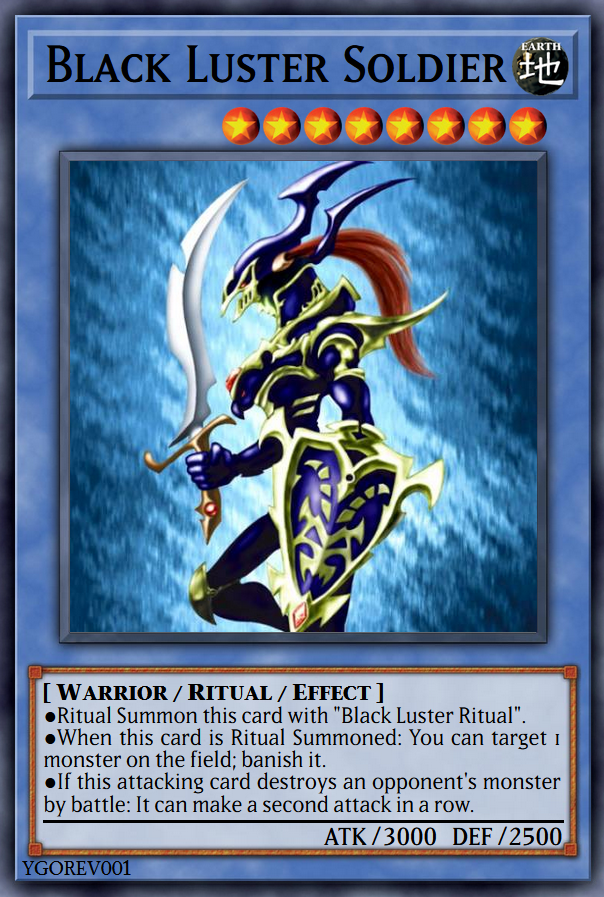 Black Luster Soldier
EARTH
地
[ Warrior / Ritual / Effect ]
●Ritual Summon this card with "Black Luster Ritual".
●When this card is Ritual Summoned: You can target 1
monster on the field; banish it.
●If this attacking card destroys an opponent's monster
by battle: It can make a second attack in a row.
ATK/3000 DEF/2500
YGOREV001